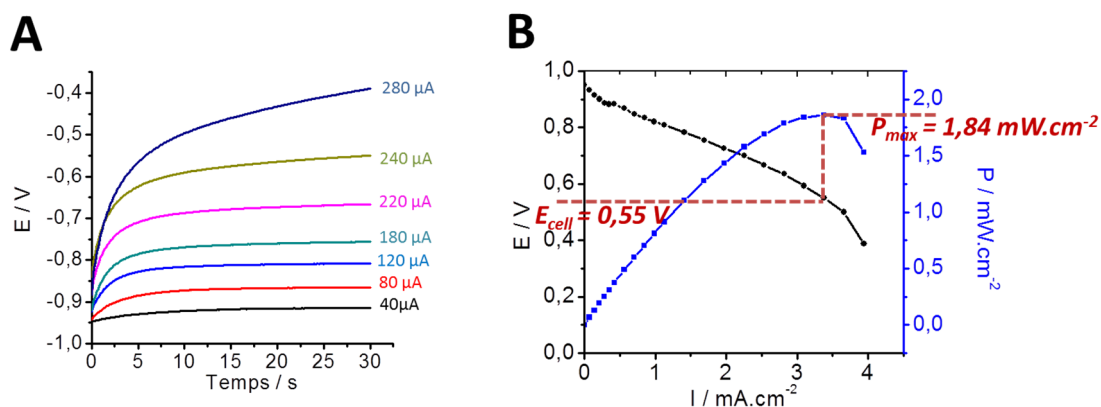 A
E / V
-0,4
-0,5
-0,6
-0,7
-0,8
-0,9
-1,0
280 µA
240 µA
220 µA
180 µA
120 µA
80 µA
40µA
0
5
10
15
20
25
30
Temps / s
B
E / V
1,0
0,8
0,6
0,4
0,2
0,0
Pmax = 1,84 mW.cm-2
Ecell = 0,55 V
2,0
1,5
1,0
0,5
0,0
P / mW.cm-2
0
1
2
3
4
I / mA.cm-2